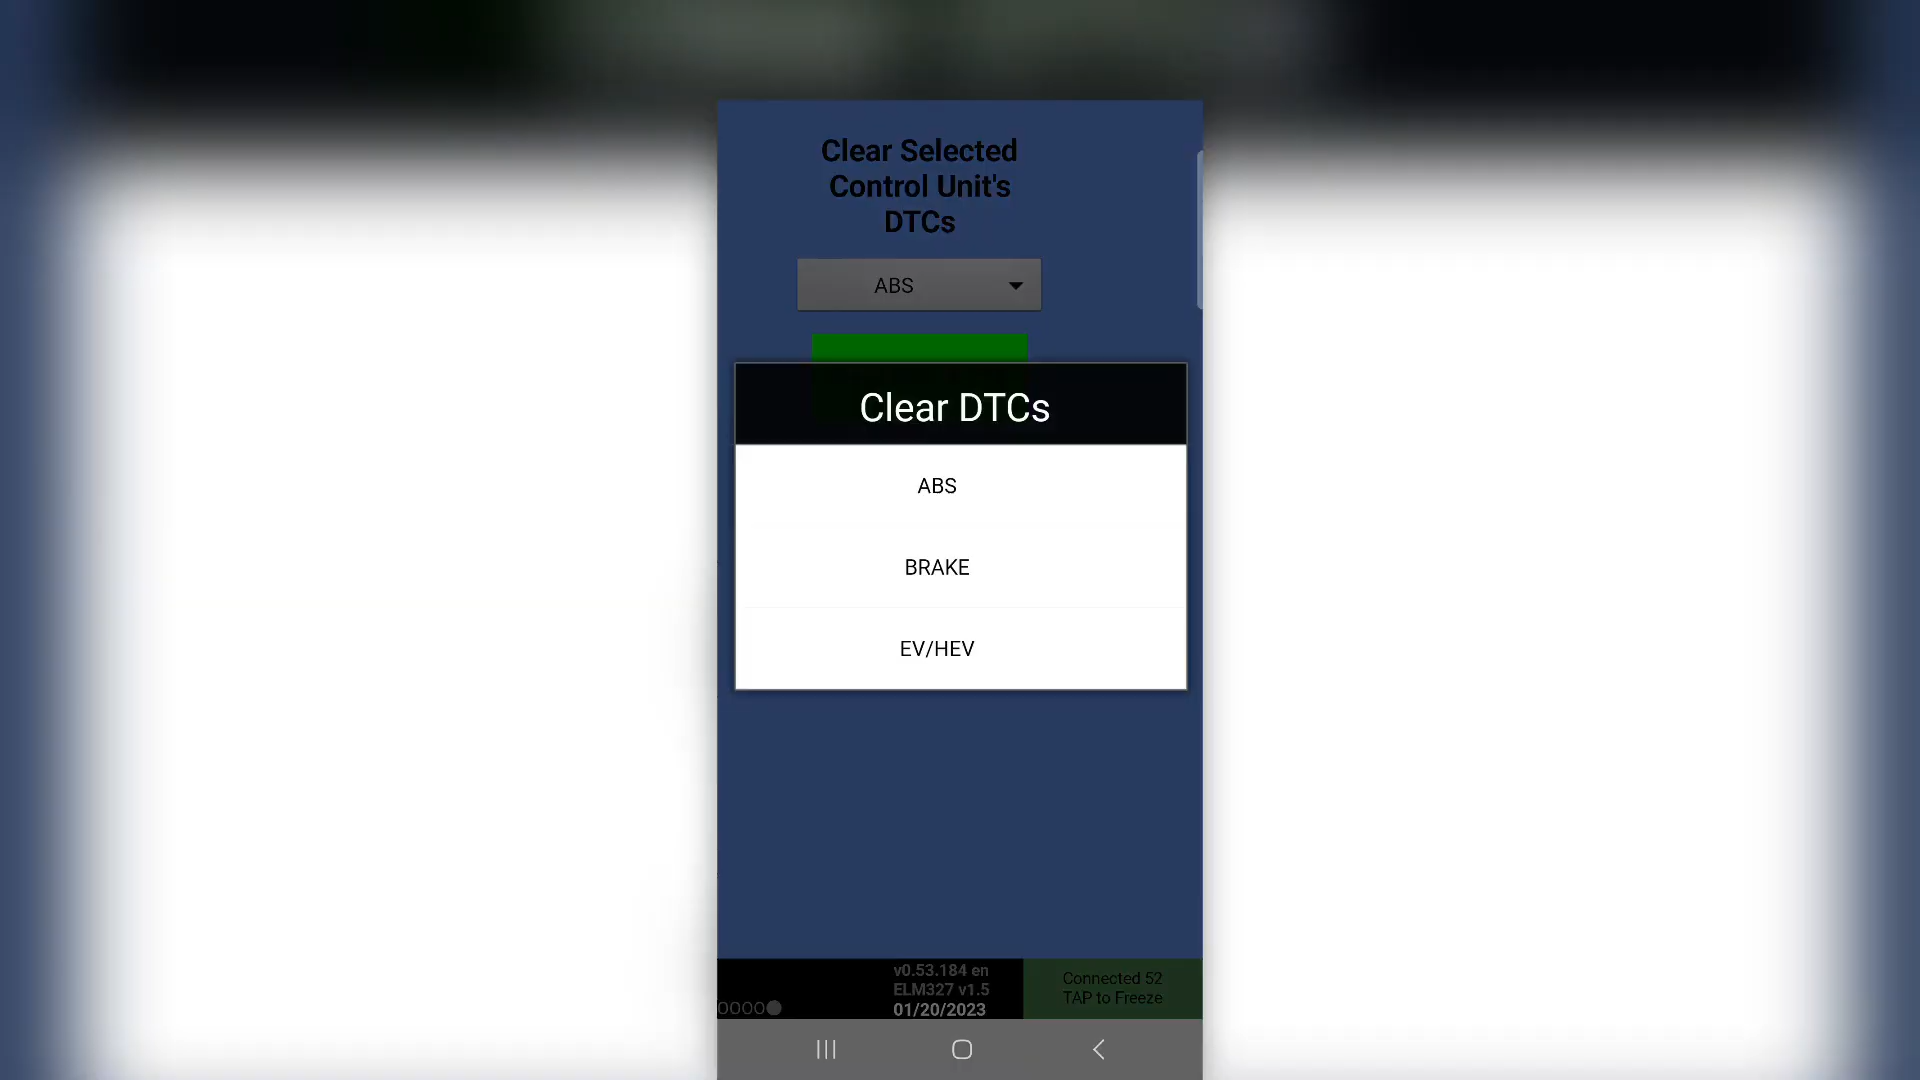 Clear Selected
Control Unit's
DTCs
ABS
Clear DTCs
ABS
BRAKE
EV/HEV
v0.53.184 en
ELM327 v1.5
01/20/2023
Connected 52
TAP to Freeze